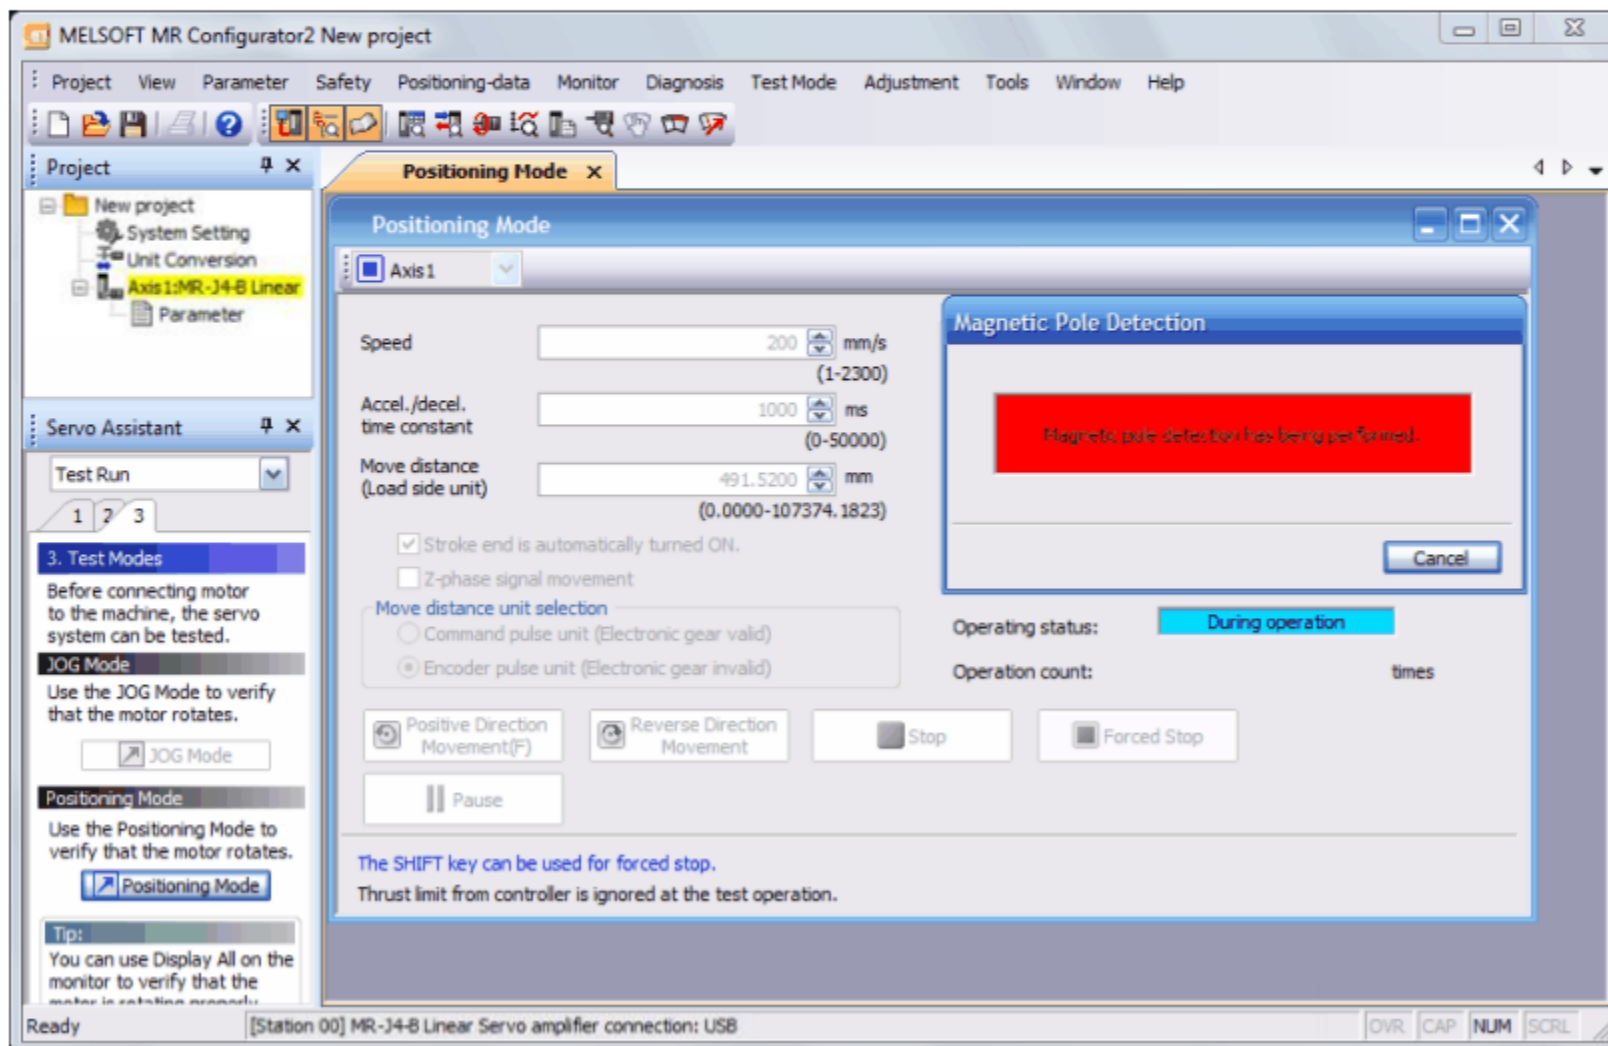 MELSOFT MR Configurator2 New project
Project View Parameter Safety Positioning-data Monitor Diagnosis Test Mode Adjustment Tools Window Help
Project
New project
System Setting
Unit Conversion
Axis1:MR-J4-B Linear
Parameter
Servo Assistant
Test Run
1 2 3
3. Test Modes
Before connecting motor
to the machine, the servo
system can be tested.
JOG Mode
Use the JOG Mode to verify
that the motor rotates.
JOG Mode
Positioning Mode
Use the Positioning Mode to
verify that the motor rotates.
Positioning Mode
Tip:
You can use Display All on the
monitor to verify that the
motor is rotating properly
Positioning Mode
Positioning Mode
Axis1
Speed 200 mm/s
(1-2300)
Accel./decel.
time constant 1000 ms
(0-50000)
Move distance
(Load side unit) 491.5200 mm
(0.0000-107374.1823)
Stroke end is automatically turned ON.
Z-phase signal movement
Move distance unit selection
Command pulse unit (Electronic gear valid)
Encoder pulse unit (Electronic gear invalid)
Magnetic Pole Detection
Magnetic pole detection has being performed.
Cancel
Operating status: During operation
Operation count: times
Positive Direction
Movement(F)
Reverse Direction
Movement
Stop
Forced Stop
Pause
The SHIFT key can be used for forced stop.
Thrust limit from controller is ignored at the test operation.
Ready [Station 00] MR-J4-B Linear Servo amplifier connection: USB OVR CAP NUM SCRL